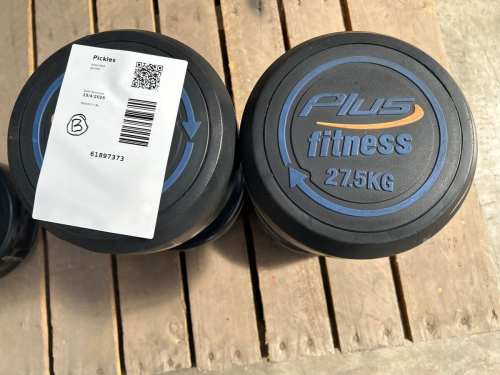 Pickles
61897373
B
Plus
fitness
27.5KG